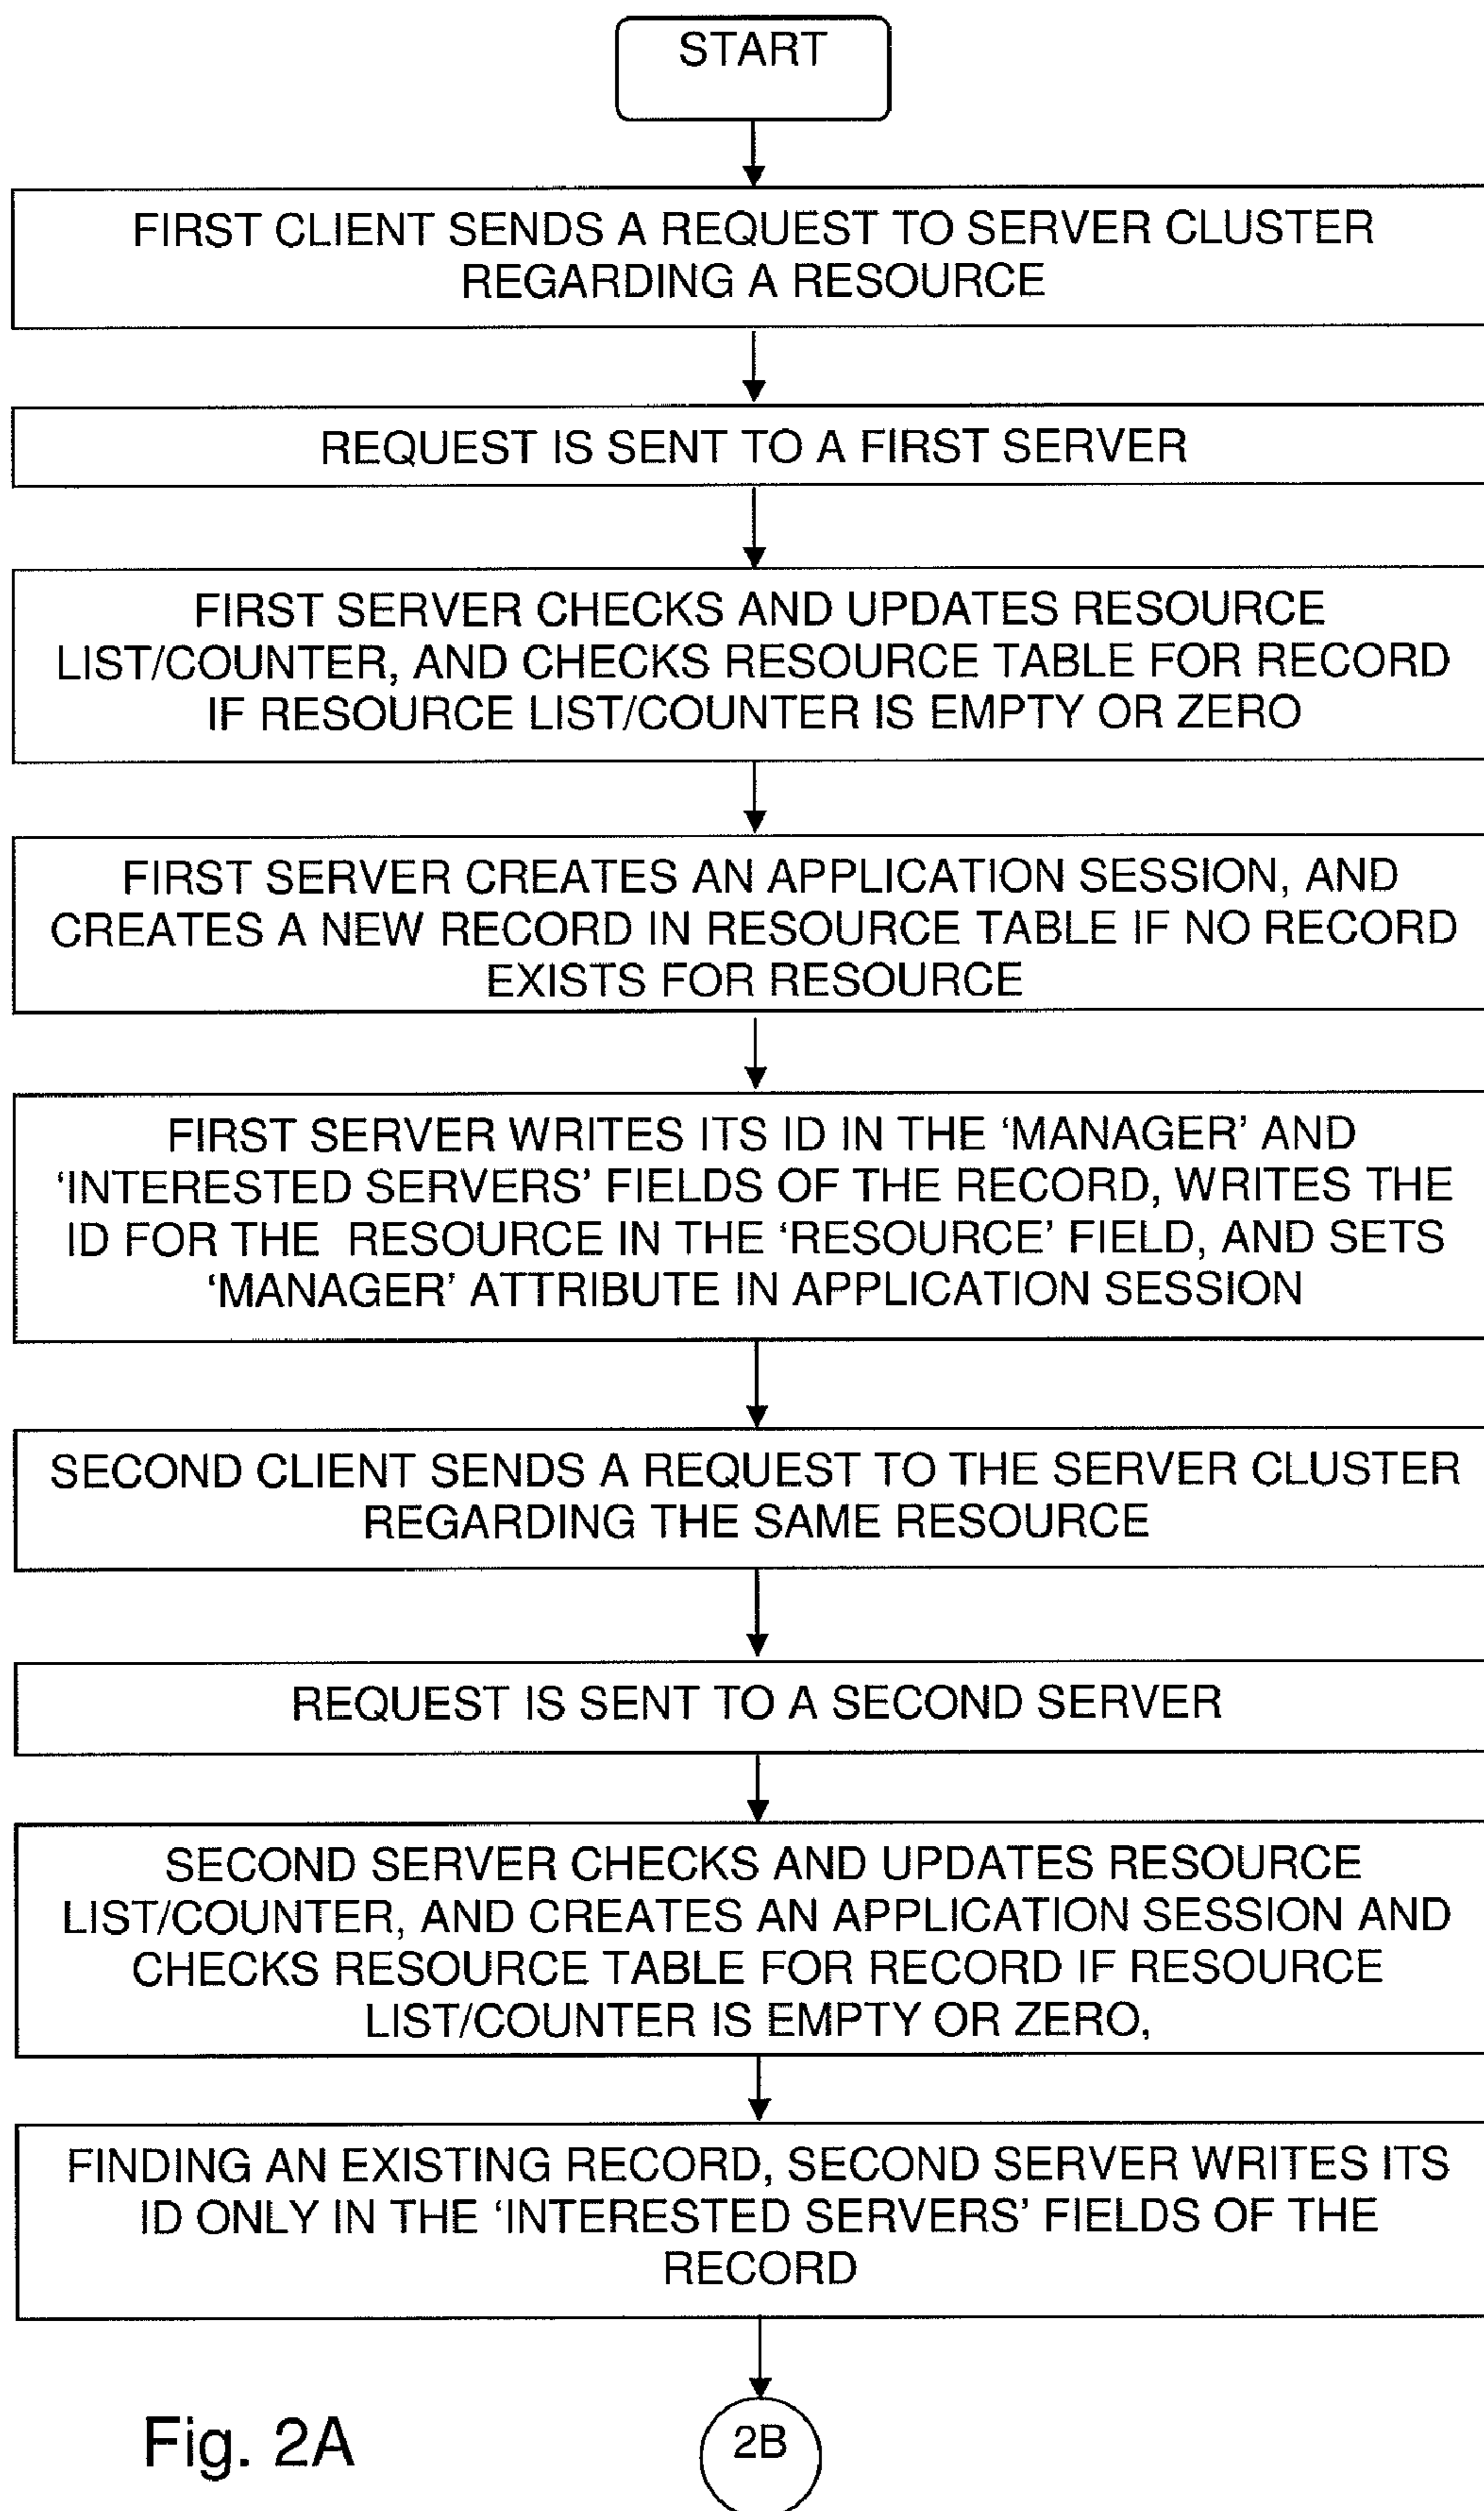 START
FIRST CLIENT SENDS A REQUEST TO SERVER CLUSTER
REGARDING A RESOURCE
REQUEST IS SENT TO A FIRST SERVER
FIRST SERVER CHECKS AND UPDATES RESOURCE
LIST/COUNTER, AND CHECKS RESOURCE TABLE FOR RECORD
IF RESOURCE LIST/COUNTER IS EMPTY OR ZERO
FIRST SERVER CREATES AN APPLICATION SESSION, AND
CREATES A NEW RECORD IN RESOURCE TABLE IF NO RECORD
EXISTS FOR RESOURCE
FIRST SERVER WRITES ITS ID IN THE ‘MANAGER’ AND
‘INTERESTED SERVERS’ FIELDS OF THE RECORD, WRITES THE
ID FOR THE RESOURCE IN THE ‘RESOURCE’ FIELD, AND SETS
‘MANAGER’ ATTRIBUTE IN APPLICATION SESSION
SECOND CLIENT SENDS A REQUEST TO THE SERVER CLUSTER
REGARDING THE SAME RESOURCE
REQUEST IS SENT TO A SECOND SERVER
SECOND SERVER CHECKS AND UPDATES RESOURCE
LIST/COUNTER, AND CREATES AN APPLICATION SESSION AND
CHECKS RESOURCE TABLE FOR RECORD IF RESOURCE
LIST/COUNTER IS EMPTY OR ZERO,
FINDING AN EXISTING RECORD, SECOND SERVER WRITES ITS
ID ONLY IN THE ‘INTERESTED SERVERS’ FIELDS OF THE
RECORD
Fig. 2A
2B